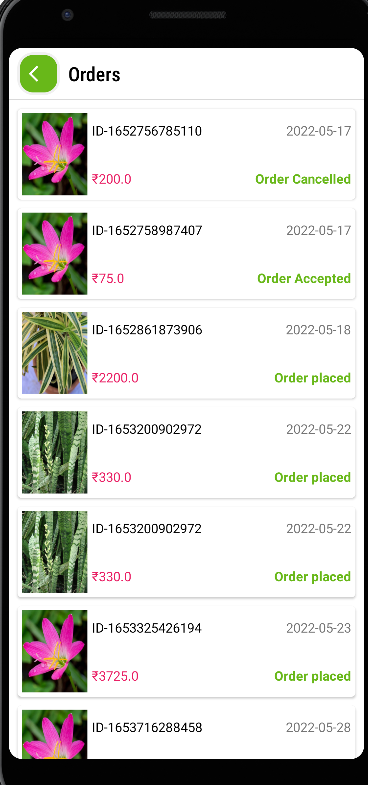 Orders
ID-1652756785110 2022-05-17
₹200.0 Order Cancelled
ID-1652758987407 2022-05-17
₹75.0 Order Accepted
ID-1652861873906 2022-05-18
₹2200.0 Order placed
ID-1653200902972 2022-05-22
₹330.0 Order placed
ID-1653200902972 2022-05-22
₹330.0 Order placed
ID-1653325426194 2022-05-23
₹3725.0 Order placed
ID-1653716288458 2022-05-28